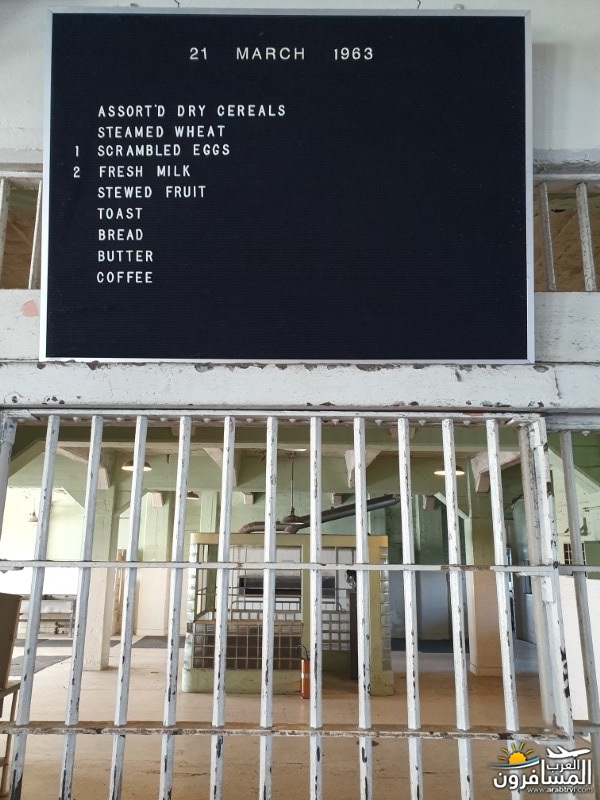 21 MARCH 1963
ASSORT'D DRY CEREALS
STEAMED WHEAT
1 SCRAMBLED EGGS
2 FRESH MILK
STEWED FRUIT
TOAST
BREAD
BUTTER
COFFEE
العرب
المسافرون
www.arabtrvl.com